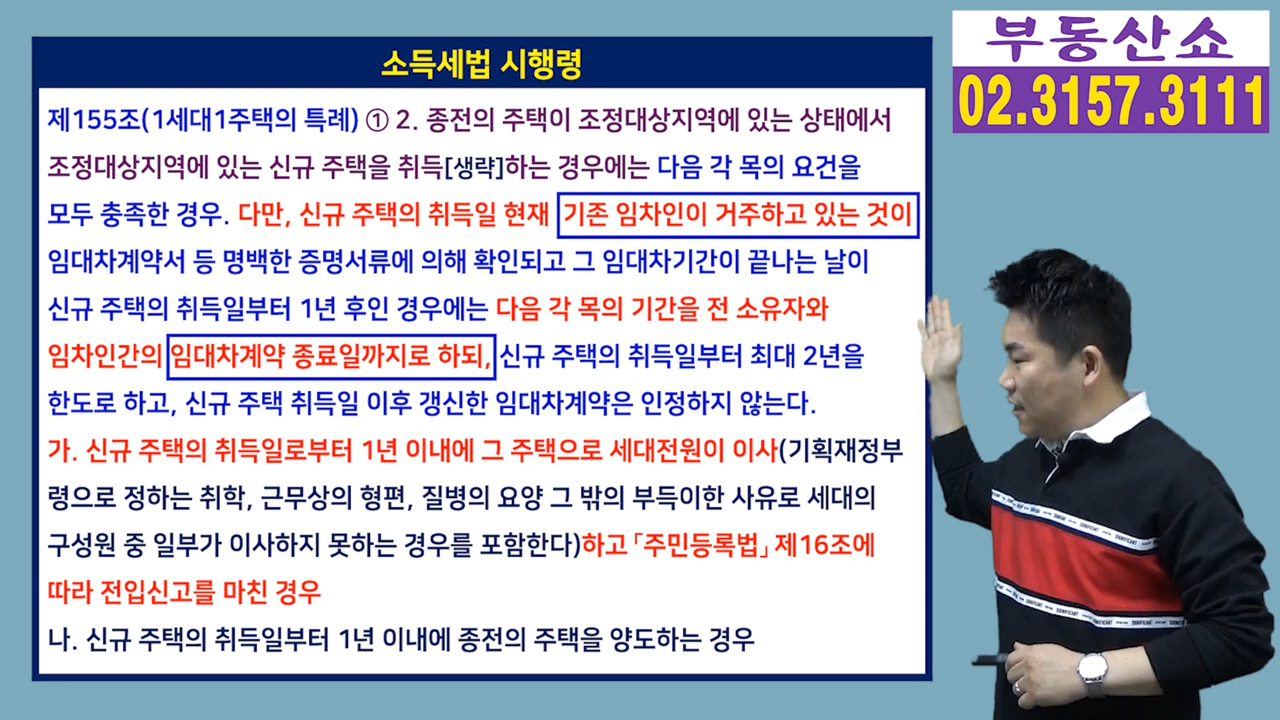 부동산쇼
02.3157.3111
소득세법 시행령
제155조(1세대1주택의 특례) ① 2. 종전의 주택이 조정대상지역에 있는 상태에서
조정대상지역에 있는 신규 주택을 취득[생략]하는 경우에는 다음 각 목의 요건을
모두 충족한 경우. 다만, 신규 주택의 취득일 현재 기존 임차인이 거주하고 있는 것이
임대차계약서 등 명백한 증명서류에 의해 확인되고 그 임대차기간이 끝나는 날이
신규 주택의 취득일부터 1년 후인 경우에는 다음 각 목의 기간을 전 소유자와
임차인간의 임대차계약 종료일까지로 하되, 신규 주택의 취득일부터 최대 2년을
한도로 하고, 신규 주택 취득일 이후 갱신한 임대차계약은 인정하지 않는다.
가. 신규 주택의 취득일로부터 1년 이내에 그 주택으로 세대전원이 이사(기획재정부
령으로 정하는 취학, 근무상의 형편, 질병의 요양 그 밖의 부득이한 사유로 세대의
구성원 중 일부가 이사하지 못하는 경우를 포함한다)하고 「주민등록법」 제16조에
따라 전입신고를 마친 경우
나. 신규 주택의 취득일부터 1년 이내에 종전의 주택을 양도하는 경우